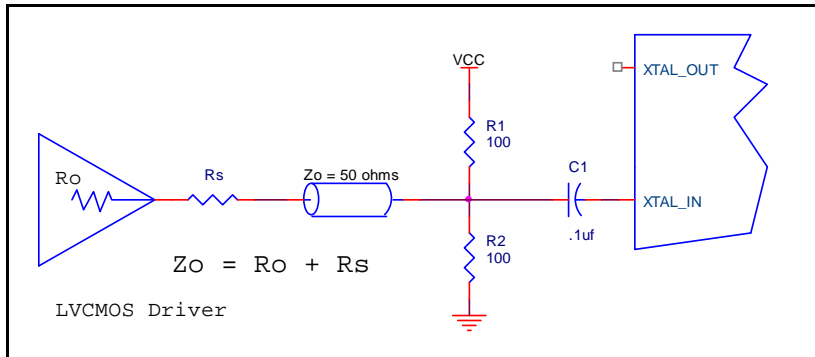 VCC
XTAL_OUT
R1
100
Ro
Rs
Zo = 50 ohms
C1
XTAL_IN
.1uf
R2
100
Zo = Ro + Rs
LVCMOS Driver